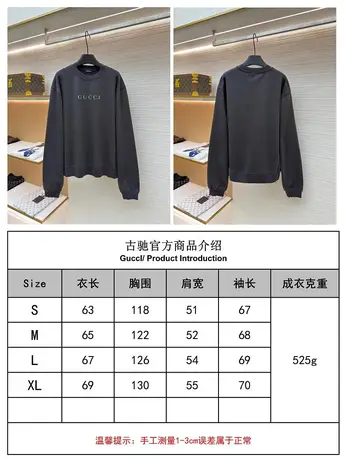 GUCCI
古驰官方商品介绍
GuccI/ Product Introduction
Size 衣长 胸围 肩宽 袖长 成衣克重
S 63 118 51 67
M 65 122 52 68
L 67 126 54 69
XL 69 130 55 70
525g
温馨提示：手工测量1-3cm误差属于正常